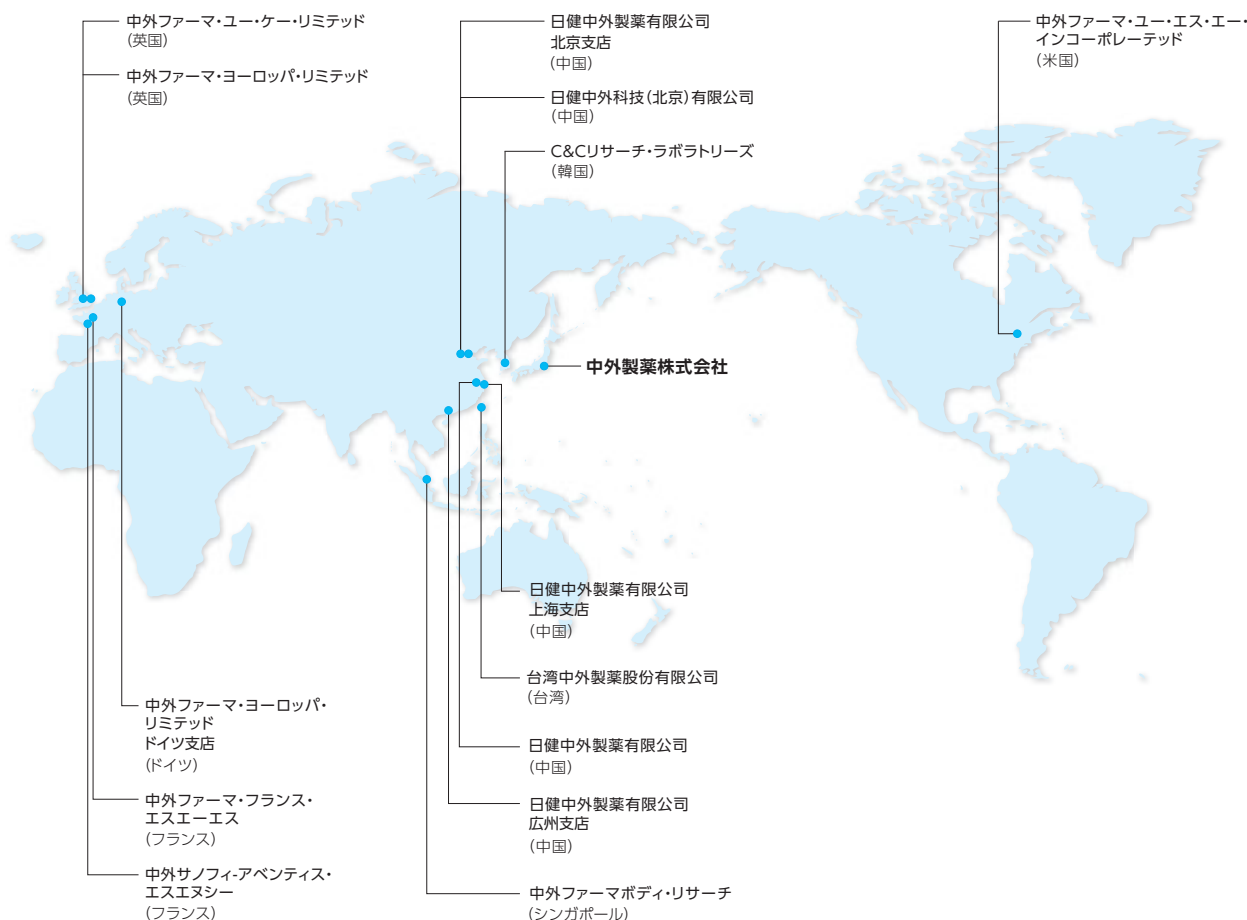 中外ファーマ・ユー・ケー・リミテッド
(英国)
中外ファーマ・ヨーロッパ・リミテッド
(英国)
日健中外製薬有限公司
北京支店
(中国)
日健中外科技(北京)有限公司
(中国)
C&Cリサーチ・ラボラトリーズ
(韓国)
中外ファーマ・ユー・エス・エー・
インコーポレーテッド
(米国)
中外製薬株式会社
日健中外製薬有限公司
上海支店
(中国)
台湾中外製薬股份有限公司
(台湾)
日健中外製薬有限公司
(中国)
日健中外製薬有限公司
広州支店
(中国)
中外ファーマボディ・リサーチ
(シンガポール)
中外ファーマ・ヨーロッパ・
リミテッド
ドイツ支店
(ドイツ)
中外ファーマ・フランス・
エスエーエス
(フランス)
中外サノフィ-アベンティス・
エスエヌシー
(フランス)